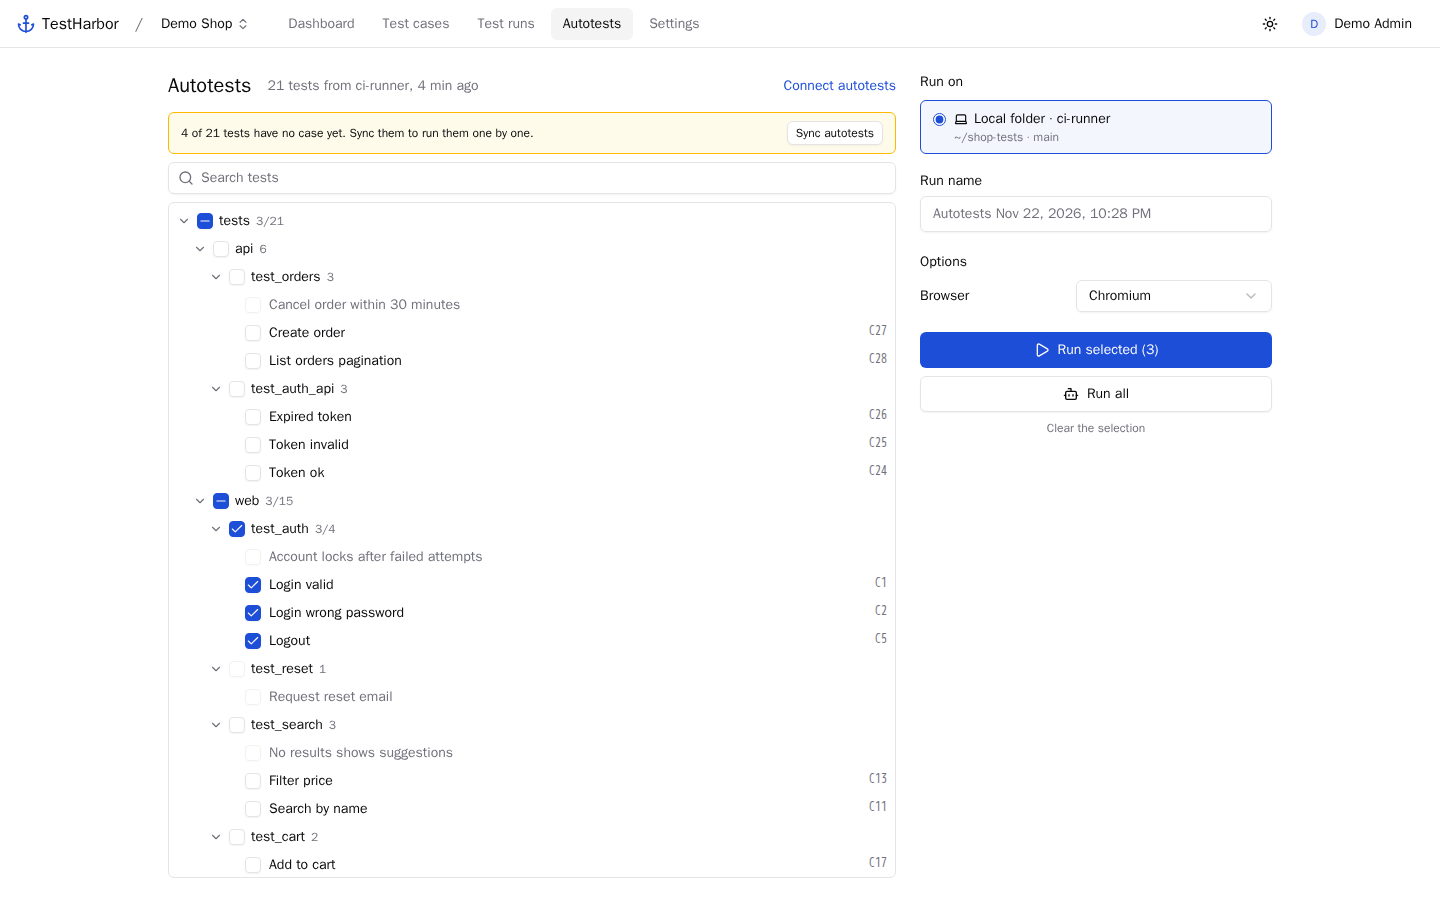 TestHarbor / Demo Shop Dashboard Test cases Test runs Autotests Settings D Demo Admin
Autotests 21 tests from ci-runner, 4 min ago Connect autotests
4 of 21 tests have no case yet. Sync them to run them one by one. Sync autotests
Search tests
tests 3/21
api 6
test_orders 3
Cancel order within 30 minutes
Create order C27
List orders pagination C28
test_auth_api 3
Expired token C26
Token invalid C25
Token ok C24
web 3/15
test_auth 3/4
Account locks after failed attempts
Login valid C1
Login wrong password C2
Logout C5
test_reset 1
Request reset email
test_search 3
No results shows suggestions
Filter price C13
Search by name C11
test_cart 2
Add to cart C17
Run on
Local folder · ci-runner
~/shop-tests · main
Run name
Autotests Nov 22, 2026, 10:28 PM
Options
Browser Chromium
Run selected (3)
Run all
Clear the selection